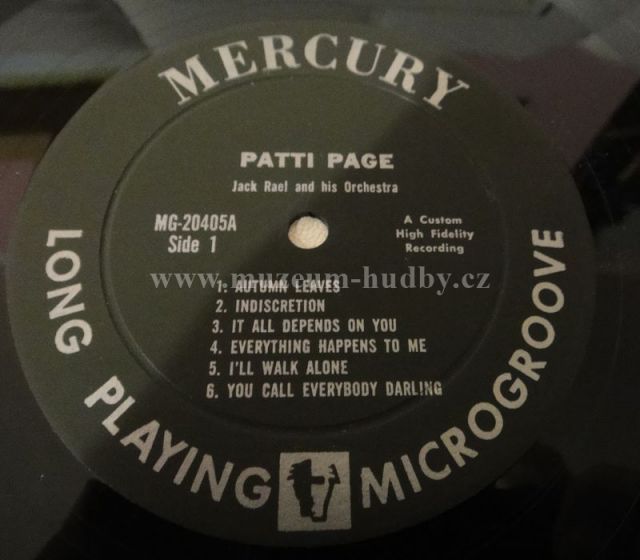 MERCURY
PATTI PAGE
Jack Rael and his Orchestra
MG-20405A
Side 1
A Custom
High Fidelity
Recording
www.muzeum-hudby.cz
1. AUTUMN LEAVES
2. INDISCRETION
3. IT ALL DEPENDS ON YOU
4. EVERYTHING HAPPENS TO ME
5. I'LL WALK ALONE
6. YOU CALL EVERYBODY DARLING
LONG PLAYING MICROGROOVE